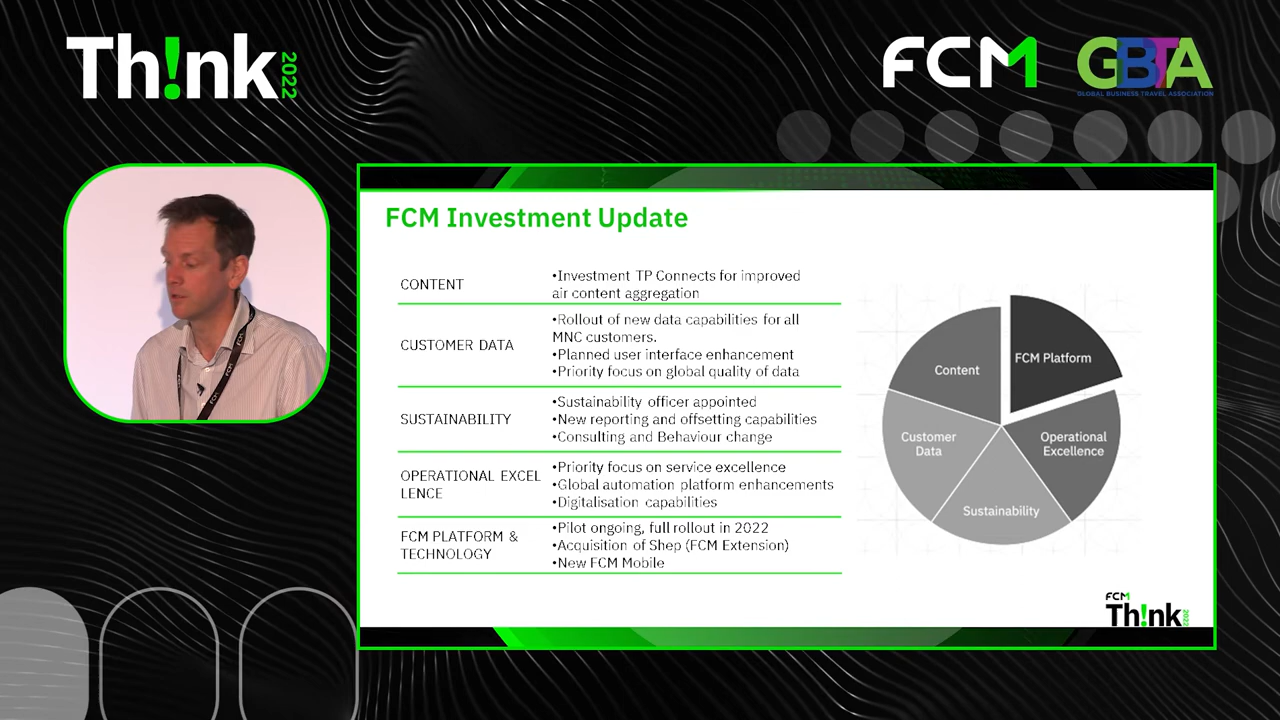 Th!nk 2022
FCM
GBTA
GLOBAL BUSINESS TRAVEL ASSOCIATION
FCM Investment Update
CONTENT
•Investment TP Connects for improved
air content aggregation
CUSTOMER DATA
•Rollout of new data capabilities for all
MNC customers.
•Planned user interface enhancement
•Priority focus on global quality of data
SUSTAINABILITY
•Sustainability officer appointed
•New reporting and offsetting capabilities
•Consulting and Behaviour change
OPERATIONAL EXCEL
LENCE
•Priority focus on service excellence
•Global automation platform enhancements
•Digitalisation capabilities
FCM PLATFORM &
TECHNOLOGY
•Pilot ongoing, full rollout in 2022
•Acquisition of Shep (FCM Extension)
•New FCM Mobile
FCM Platform
Content
Operational
Excellence
Customer
Data
Sustainability
FCM
Th!nk 2022